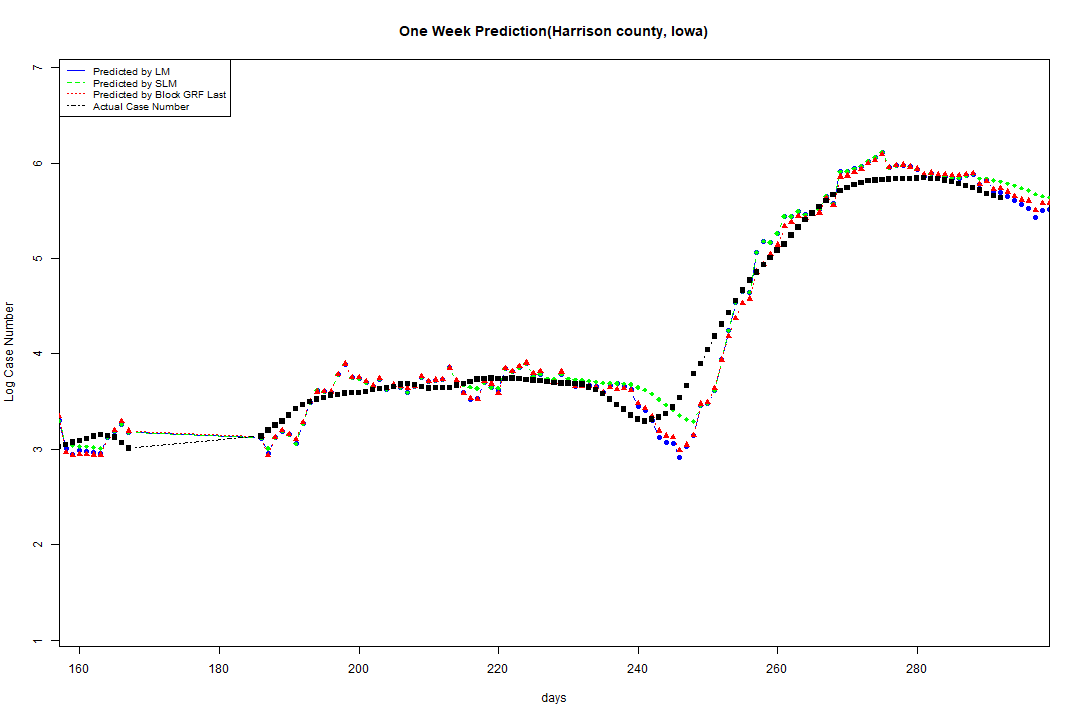 One Week Prediction(Harrison county, Iowa)
Predicted by LM
Predicted by SLM
Predicted by Block GRF Last
Actual Case Number
7
6
5
4
3
2
1
Log Case Number
160 180 200 220 240 260 280
days